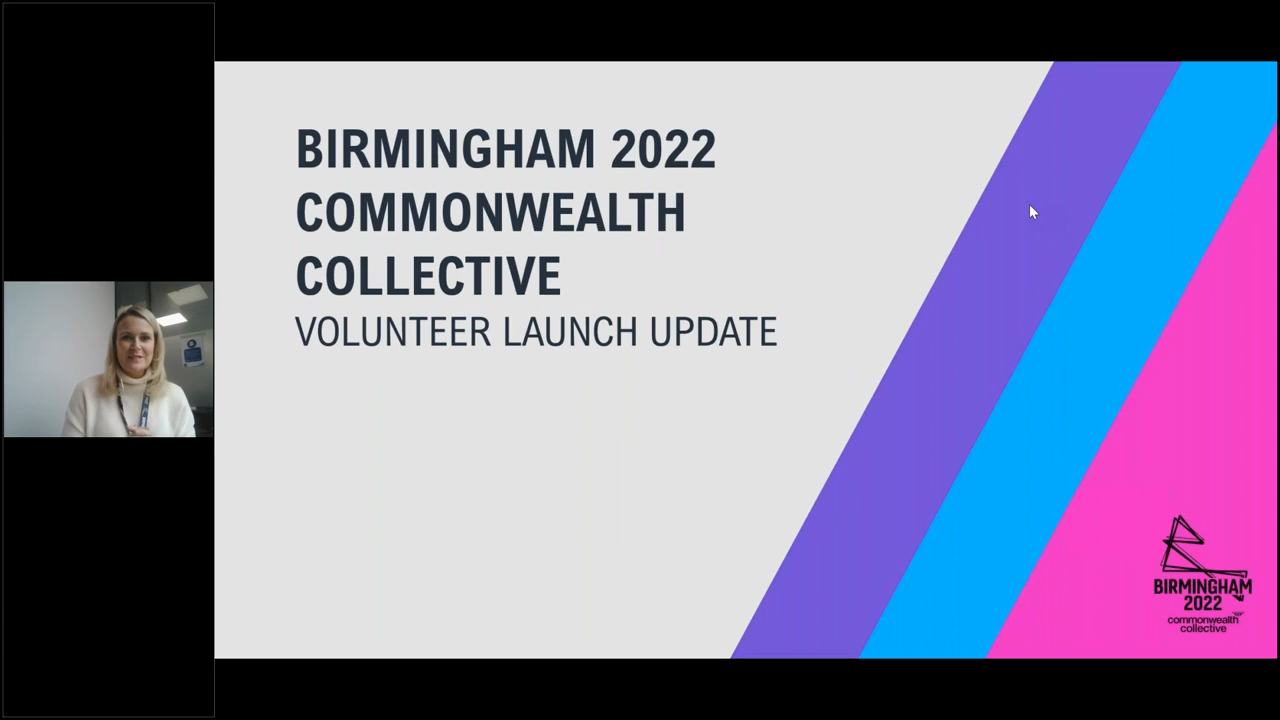 BIRMINGHAM 2022
COMMONWEALTH
COLLECTIVE
VOLUNTEER LAUNCH UPDATE
BIRMINGHAM
2022
commonwealth
collective